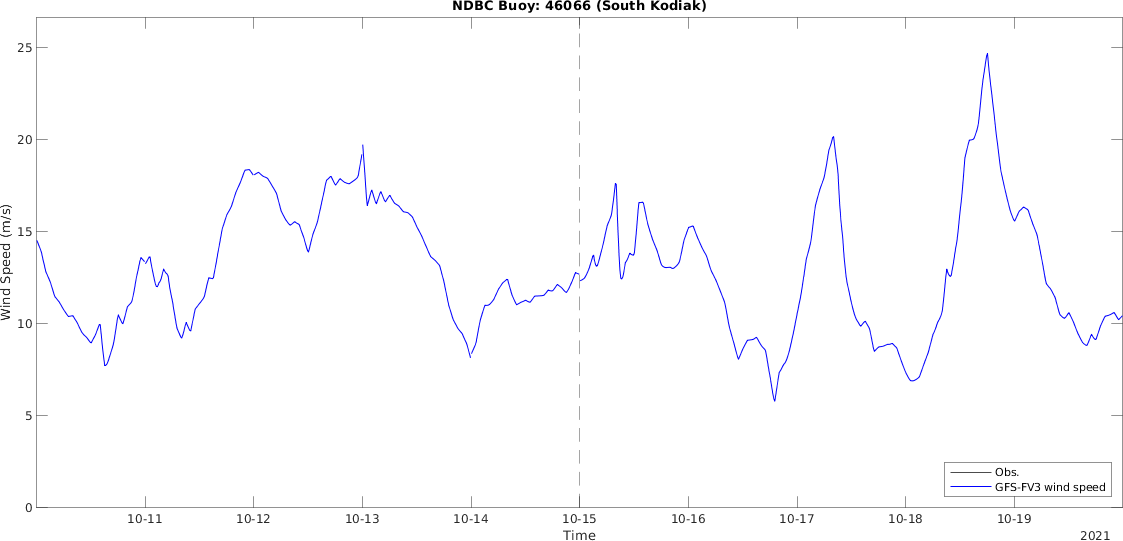 NDBC Buoy: 46066 (South Kodiak)
25
20
15
10
5
0
Wind Speed (m/s)
10-11 10-12 10-13 10-14 10-15 10-16 10-17 10-18 10-19
Time
2021
Obs.
GFS-FV3 wind speed